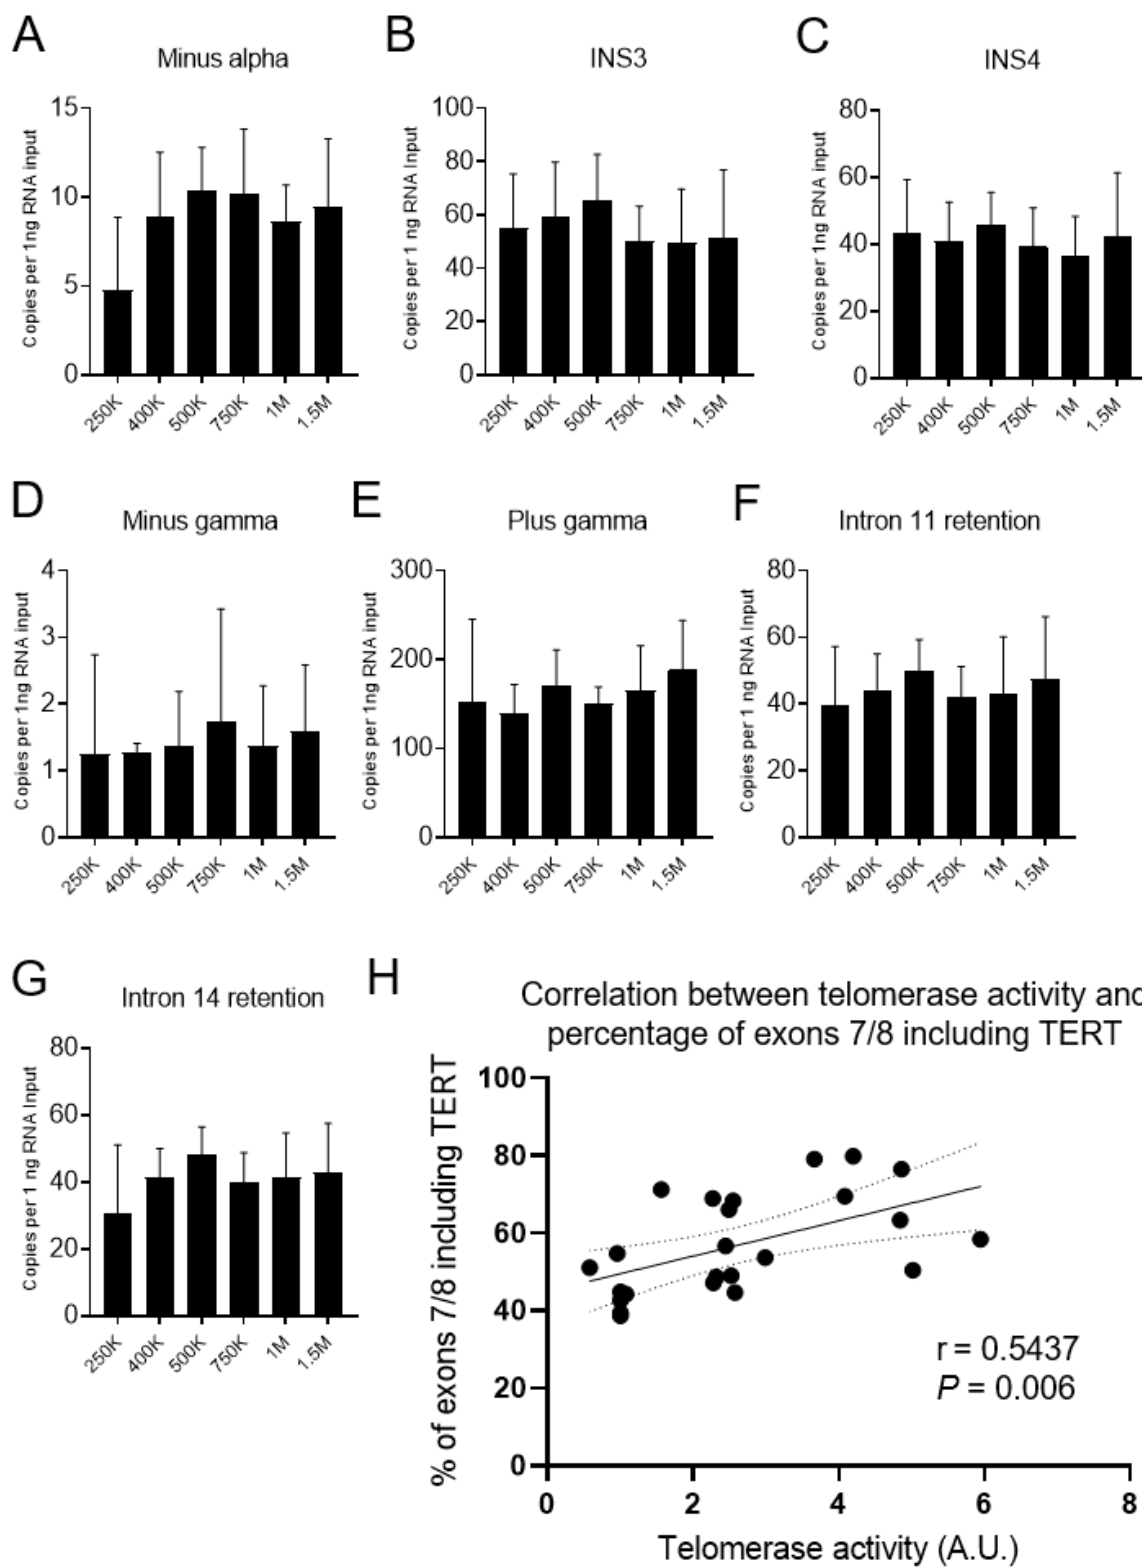 A
Minus alpha
Copies per 1ng RNA input
15
10
5
0
250K
400K
500K
750K
1M
1.5M
B
INS3
Copies per 1 ng RNA Input
100
80
60
40
20
0
250K
400K
500K
750K
1M
1.5M
C
INS4
Copies per 1ng RNA input
80
60
40
20
0
250K
400K
500K
750K
1M
1.5M
D
Minus gamma
Copies per 1ng RNA input
4
3
2
1
0
250K
400K
500K
750K
1M
1.5M
E
Plus gamma
Copies per 1ng RNA input
300
200
100
0
250K
400K
500K
750K
1M
1.5M
F
Intron 11 retention
Copies per 1 ng RNA Input
80
60
40
20
0
250K
400K
500K
750K
1M
1.5M
G
Intron 14 retention
Copies per 1 ng RNA Input
80
60
40
20
0
250K
400K
500K
750K
1M
1.5M
H
Correlation between telomerase activity and
percentage of exons 7/8 including TERT
% of exons 7/8 including TERT
100
80
60
40
20
0
r = 0.5437
P = 0.006
0
2
4
6
8
Telomerase activity (A.U.)